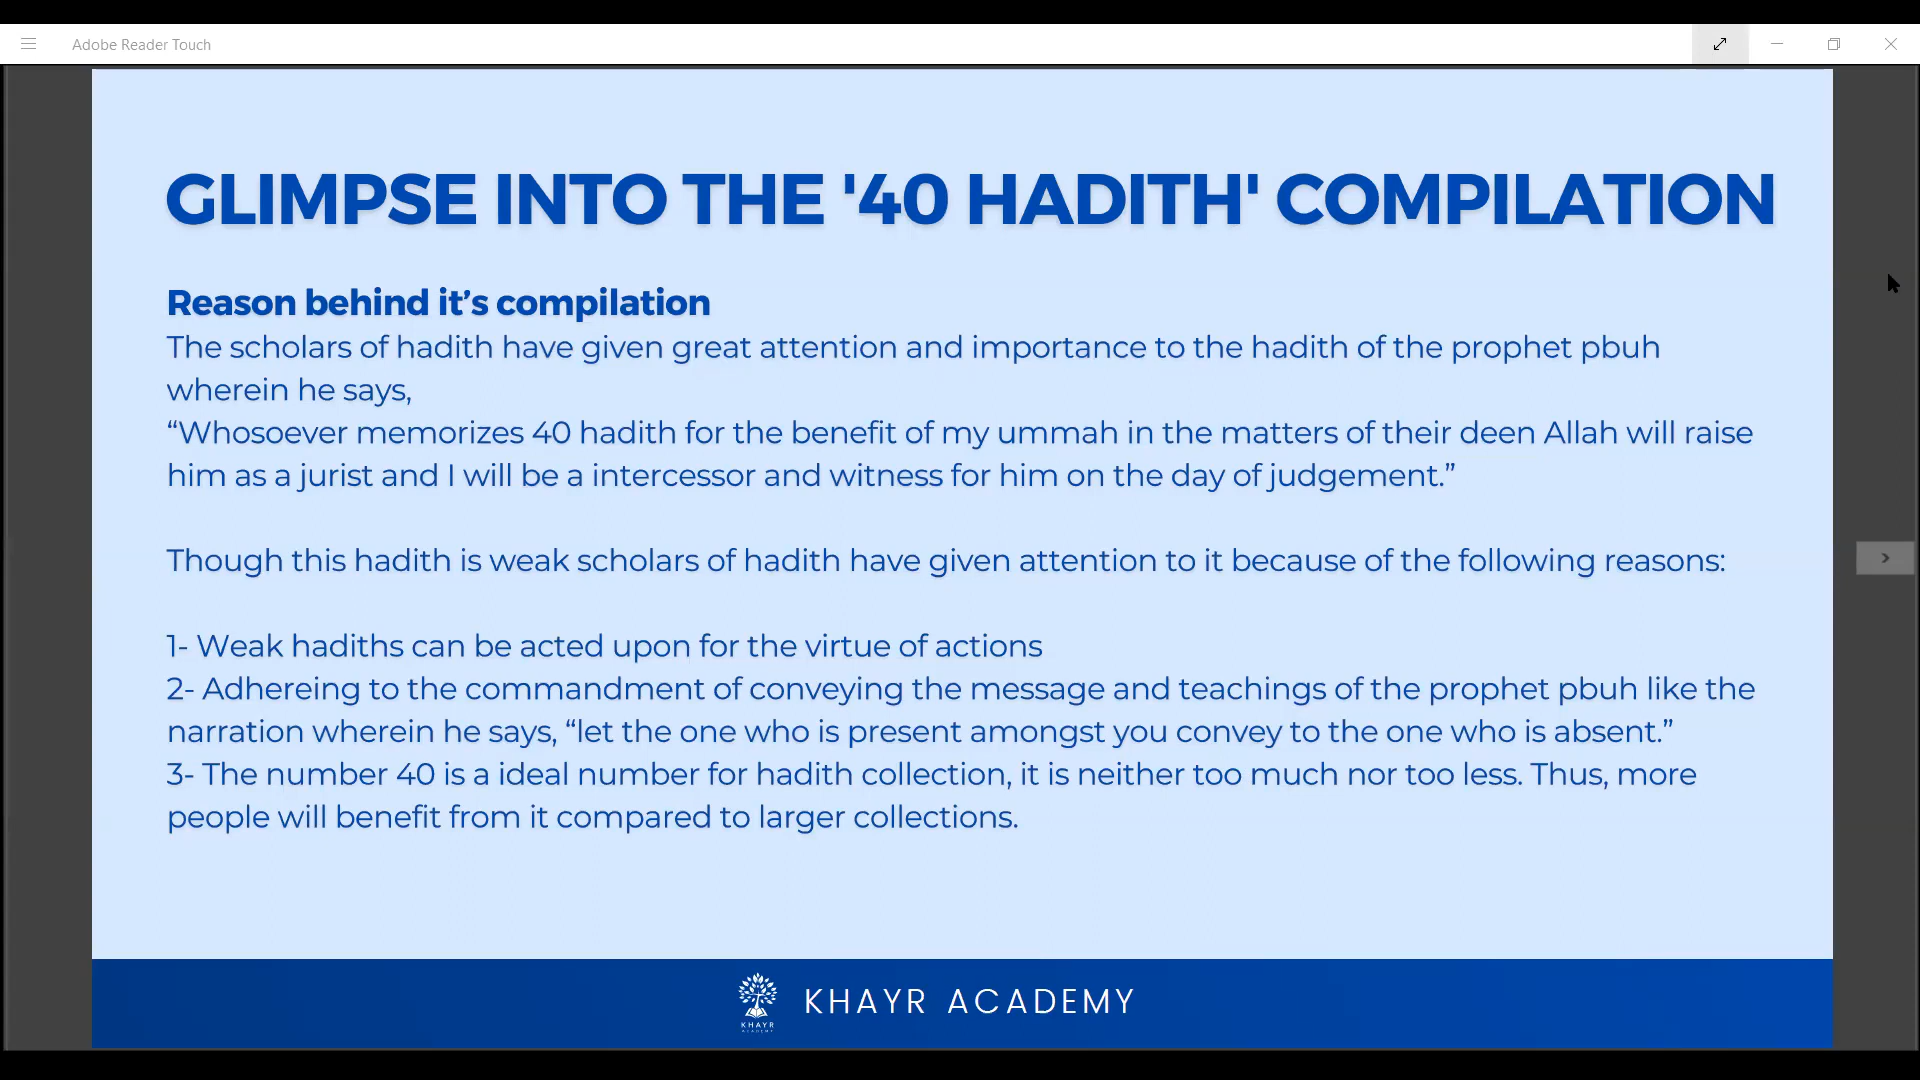 Adobe Reader Touch
GLIMPSE INTO THE '40 HADITH' COMPILATION
Reason behind it’s compilation
The scholars of hadith have given great attention and importance to the hadith of the prophet pbuh
wherein he says,
“Whosoever memorizes 40 hadith for the benefit of my ummah in the matters of their deen Allah will raise
him as a jurist and I will be a intercessor and witness for him on the day of judgement.”
Though this hadith is weak scholars of hadith have given attention to it because of the following reasons:
1- Weak hadiths can be acted upon for the virtue of actions
2- Adhereing to the commandment of conveying the message and teachings of the prophet pbuh like the
narration wherein he says, “let the one who is present amongst you convey to the one who is absent.”
3- The number 40 is a ideal number for hadith collection, it is neither too much nor too less. Thus, more
people will benefit from it compared to larger collections.
KHAYR
ACADEMY
KHAYR ACADEMY